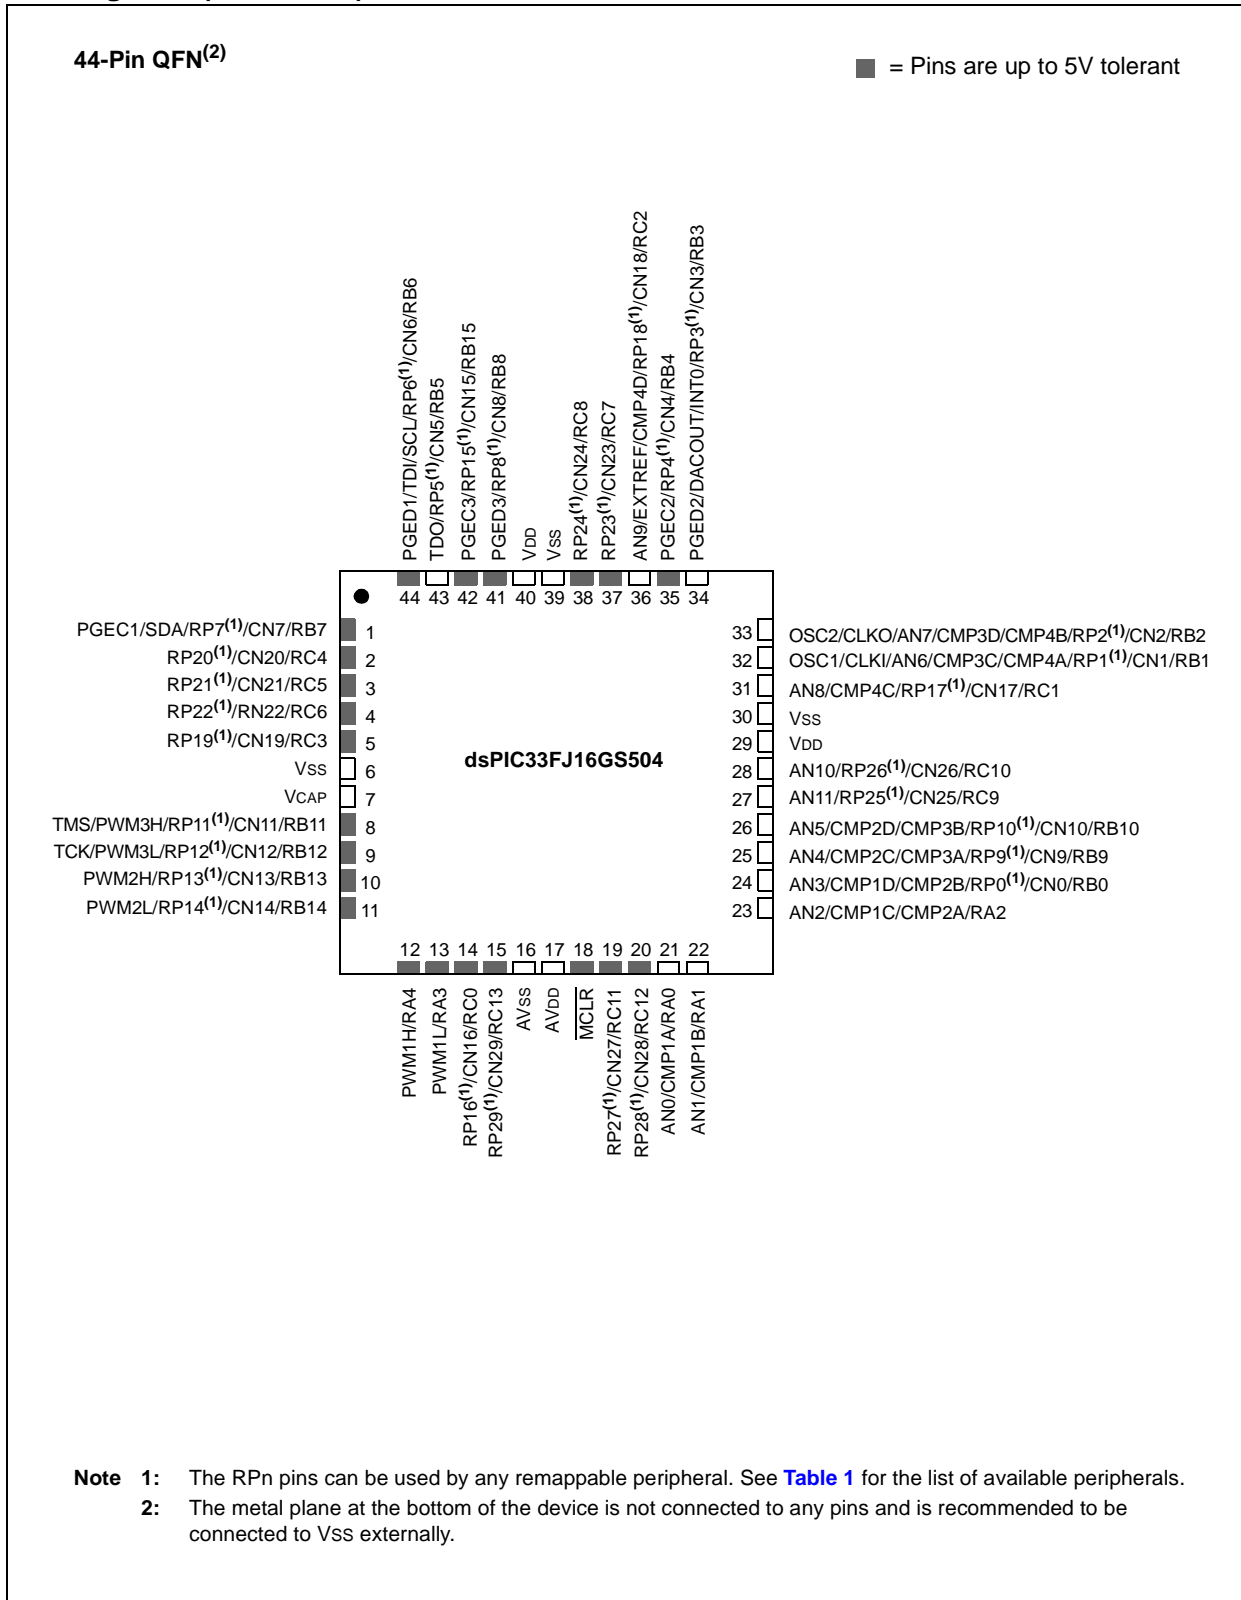 44-Pin QFN(2)
= Pins are up to 5V tolerant
PGED1/TDI/SCL/RP6(1)/CN6/RB6
TDO/RP5(1)/CN5/RB5
PGEC3/RP15(1)/CN15/RB15
PGED3/RP8(1)/CN8/RB8
VDD
VSS
RP24(1)/CN24/RC8
RP23(1)/CN23/RC7
AN9/EXTREF/CMP4D/RP18(1)/CN18/RC2
PGEC2/RP4(1)/CN4/RB4
PGED2/DACOUT/INT0/RP3(1)/CN3/RB3
44 43 42 41 40 39 38 37 36 35 34
PGEC1/SDA/RP7(1)/CN7/RB7 1
RP20(1)/CN20/RC4 2
RP21(1)/CN21/RC5 3
RP22(1)/RN22/RC6 4
RP19(1)/CN19/RC3 5
VSS 6
VCAP 7
TMS/PWM3H/RP11(1)/CN11/RB11 8
TCK/PWM3L/RP12(1)/CN12/RB12 9
PWM2H/RP13(1)/CN13/RB13 10
PWM2L/RP14(1)/CN14/RB14 11
dsPIC33FJ16GS504
33 OSC2/CLKO/AN7/CMP3D/CMP4B/RP2(1)/CN2/RB2
32 OSC1/CLKI/AN6/CMP3C/CMP4A/RP1(1)/CN1/RB1
31 AN8/CMP4C/RP17(1)/CN17/RC1
30 VSS
29 VDD
28 AN10/RP26(1)/CN26/RC10
27 AN11/RP25(1)/CN25/RC9
26 AN5/CMP2D/CMP3B/RP10(1)/CN10/RB10
25 AN4/CMP2C/CMP3A/RP9(1)/CN9/RB9
24 AN3/CMP1D/CMP2B/RP0(1)/CN0/RB0
23 AN2/CMP1C/CMP2A/RA2
12 13 14 15 16 17 18 19 20 21 22
PWM1H/RA4
PWM1L/RA3
RP16(1)/CN16/RC0
RP29(1)/CN29/RC13
AVSS
AVDD
MCLR
RP27(1)/CN27/RC11
RP28(1)/CN28/RC12
AN0/CMP1A/RA0
AN1/CMP1B/RA1
Note 1: The RPn pins can be used by any remappable peripheral. See Table 1 for the list of available peripherals.
2: The metal plane at the bottom of the device is not connected to any pins and is recommended to be
connected to VSS externally.